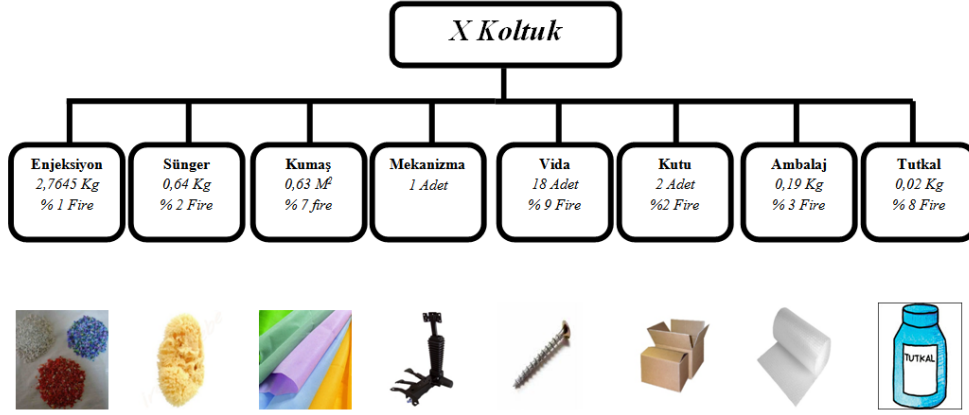 X Koltuk
Enjeksiyon
2,7645 Kg
% 1 Fire
Sünger
0,64 Kg
% 2 Fire
Kumaş
0,63 M²
% 7 fire
Mekanizma
1 Adet
Vida
18 Adet
% 9 Fire
Kutu
2 Adet
%2 Fire
Ambalaj
0,19 Kg
% 3 Fire
Tutkal
0,02 Kg
% 8 Fire
TUTKAL